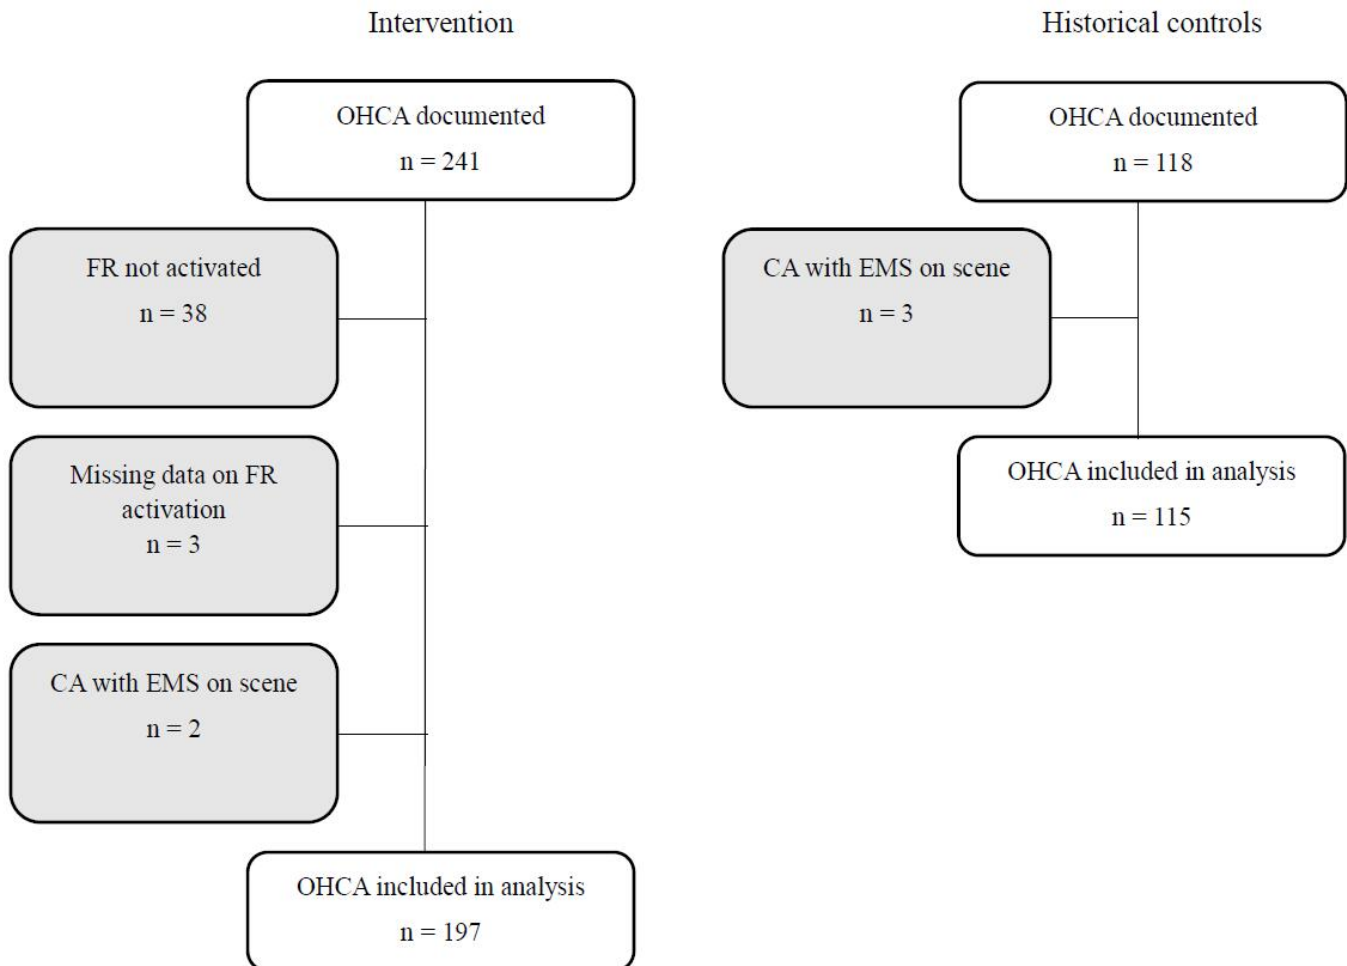 Intervention
OHCA documented
n = 241
FR not activated
n = 38
Missing data on FR
activation
n = 3
CA with EMS on scene
n = 2
OHCA included in analysis
n = 197
Historical controls
OHCA documented
n = 118
CA with EMS on scene
n = 3
OHCA included in analysis
n = 115